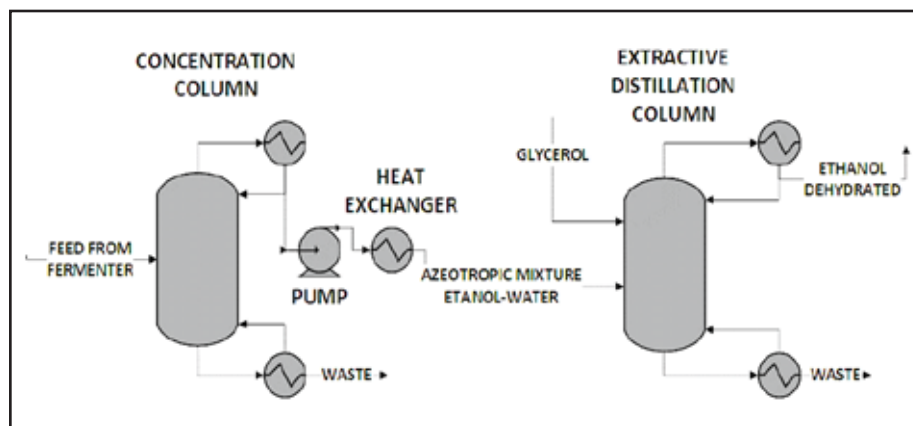 CONCENTRATION
COLUMN
FEED FROM
FERMENTER
PUMP
HEAT
EXCHANGER
WASTE
AZEOTROPIC MIXTURE
ETANOL-WATER
EXTRACTIVE
DISTILLATION
COLUMN
GLYCEROL
ETHANOL
DEHYDRATED
WASTE